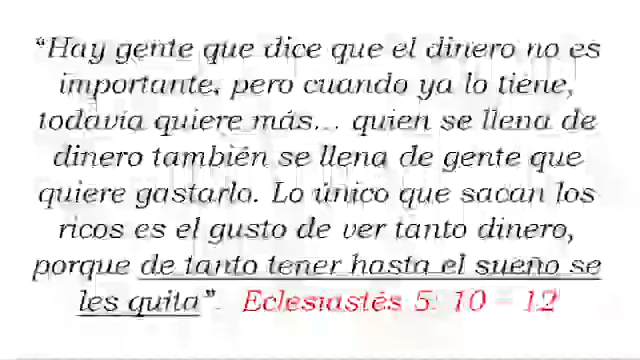 “Hay gente que dice que el dinero no es
importante, pero cuando ya lo tiene,
todavía quiere más... quien se llena de
dinero también se llena de gente que
quiere gastarlo. Lo único que sacan los
ricos es el gusto de ver tanto dinero,
porque de tanto tener hasta el sueño se
les quita”. Eclesiastés 5: 10 – 12